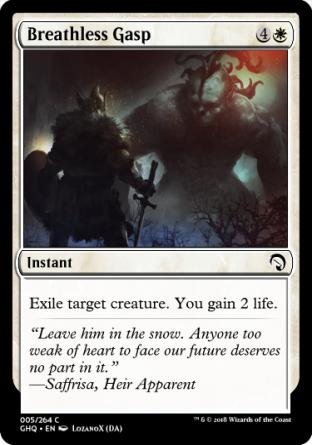 Breathless Gasp 4
Instant
Exile target creature. You gain 2 life.
“Leave him in the snow. Anyone too
weak of heart to face our future deserves
no part in it.”
—Saffrisa, Heir Apparent
005/264 C
GHQ • EN LozanoX (DA)
™ & © 2018 Wizards of the Coast